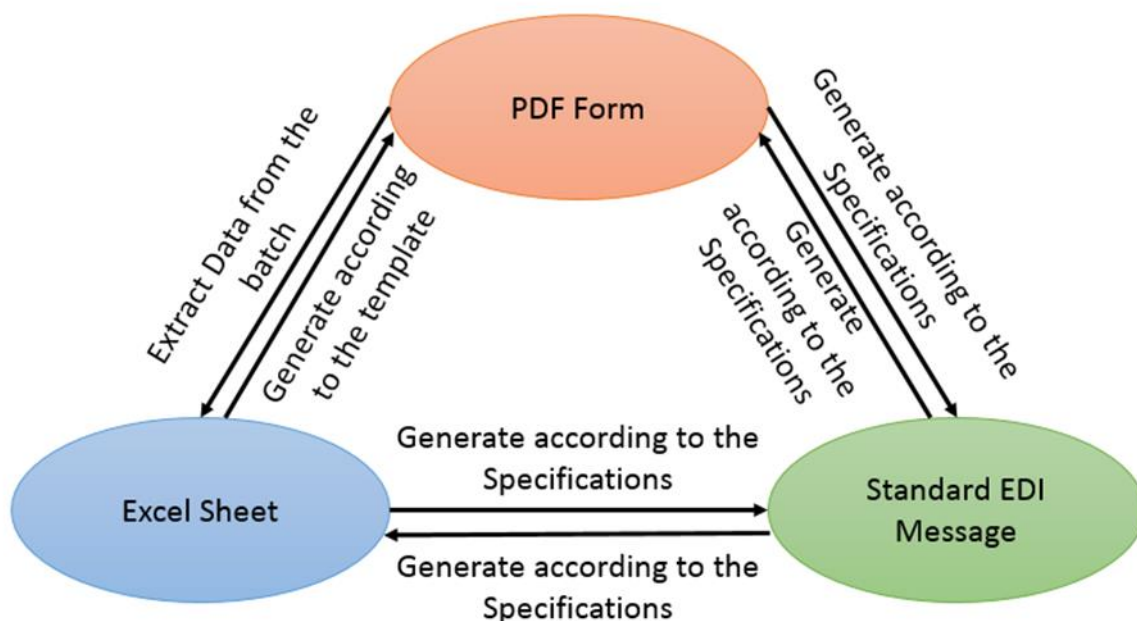 PDF Form
Extract Data from the
batch
Generate according
to the template
Generate according to the
Specifications
Generate
according to the
Specifications
Generate according to the
Specifications
Excel Sheet
Standard EDI
Message
Generate according to the
Specifications